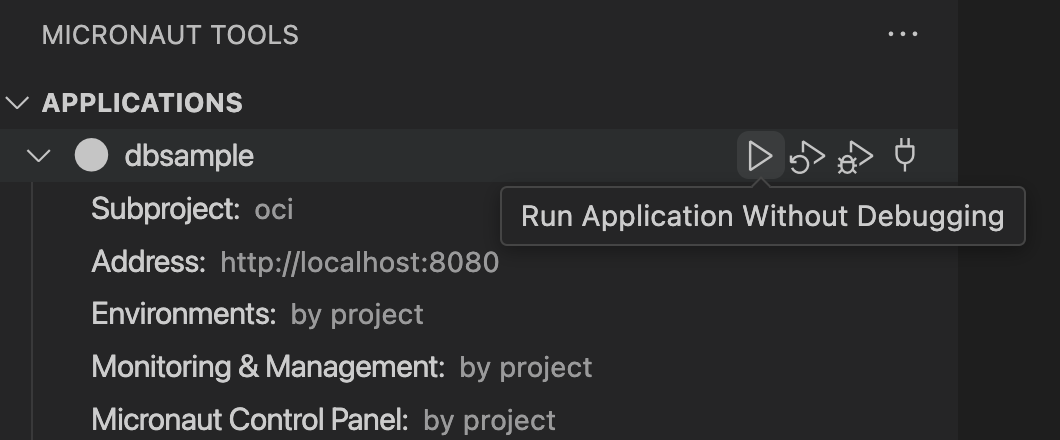 MICRONAUT TOOLS
APPLICATIONS
dbsample
Run Application Without Debugging
Subproject: oci
Address: http://localhost:8080
Environments: by project
Monitoring & Management: by project
Micronaut Control Panel: by project